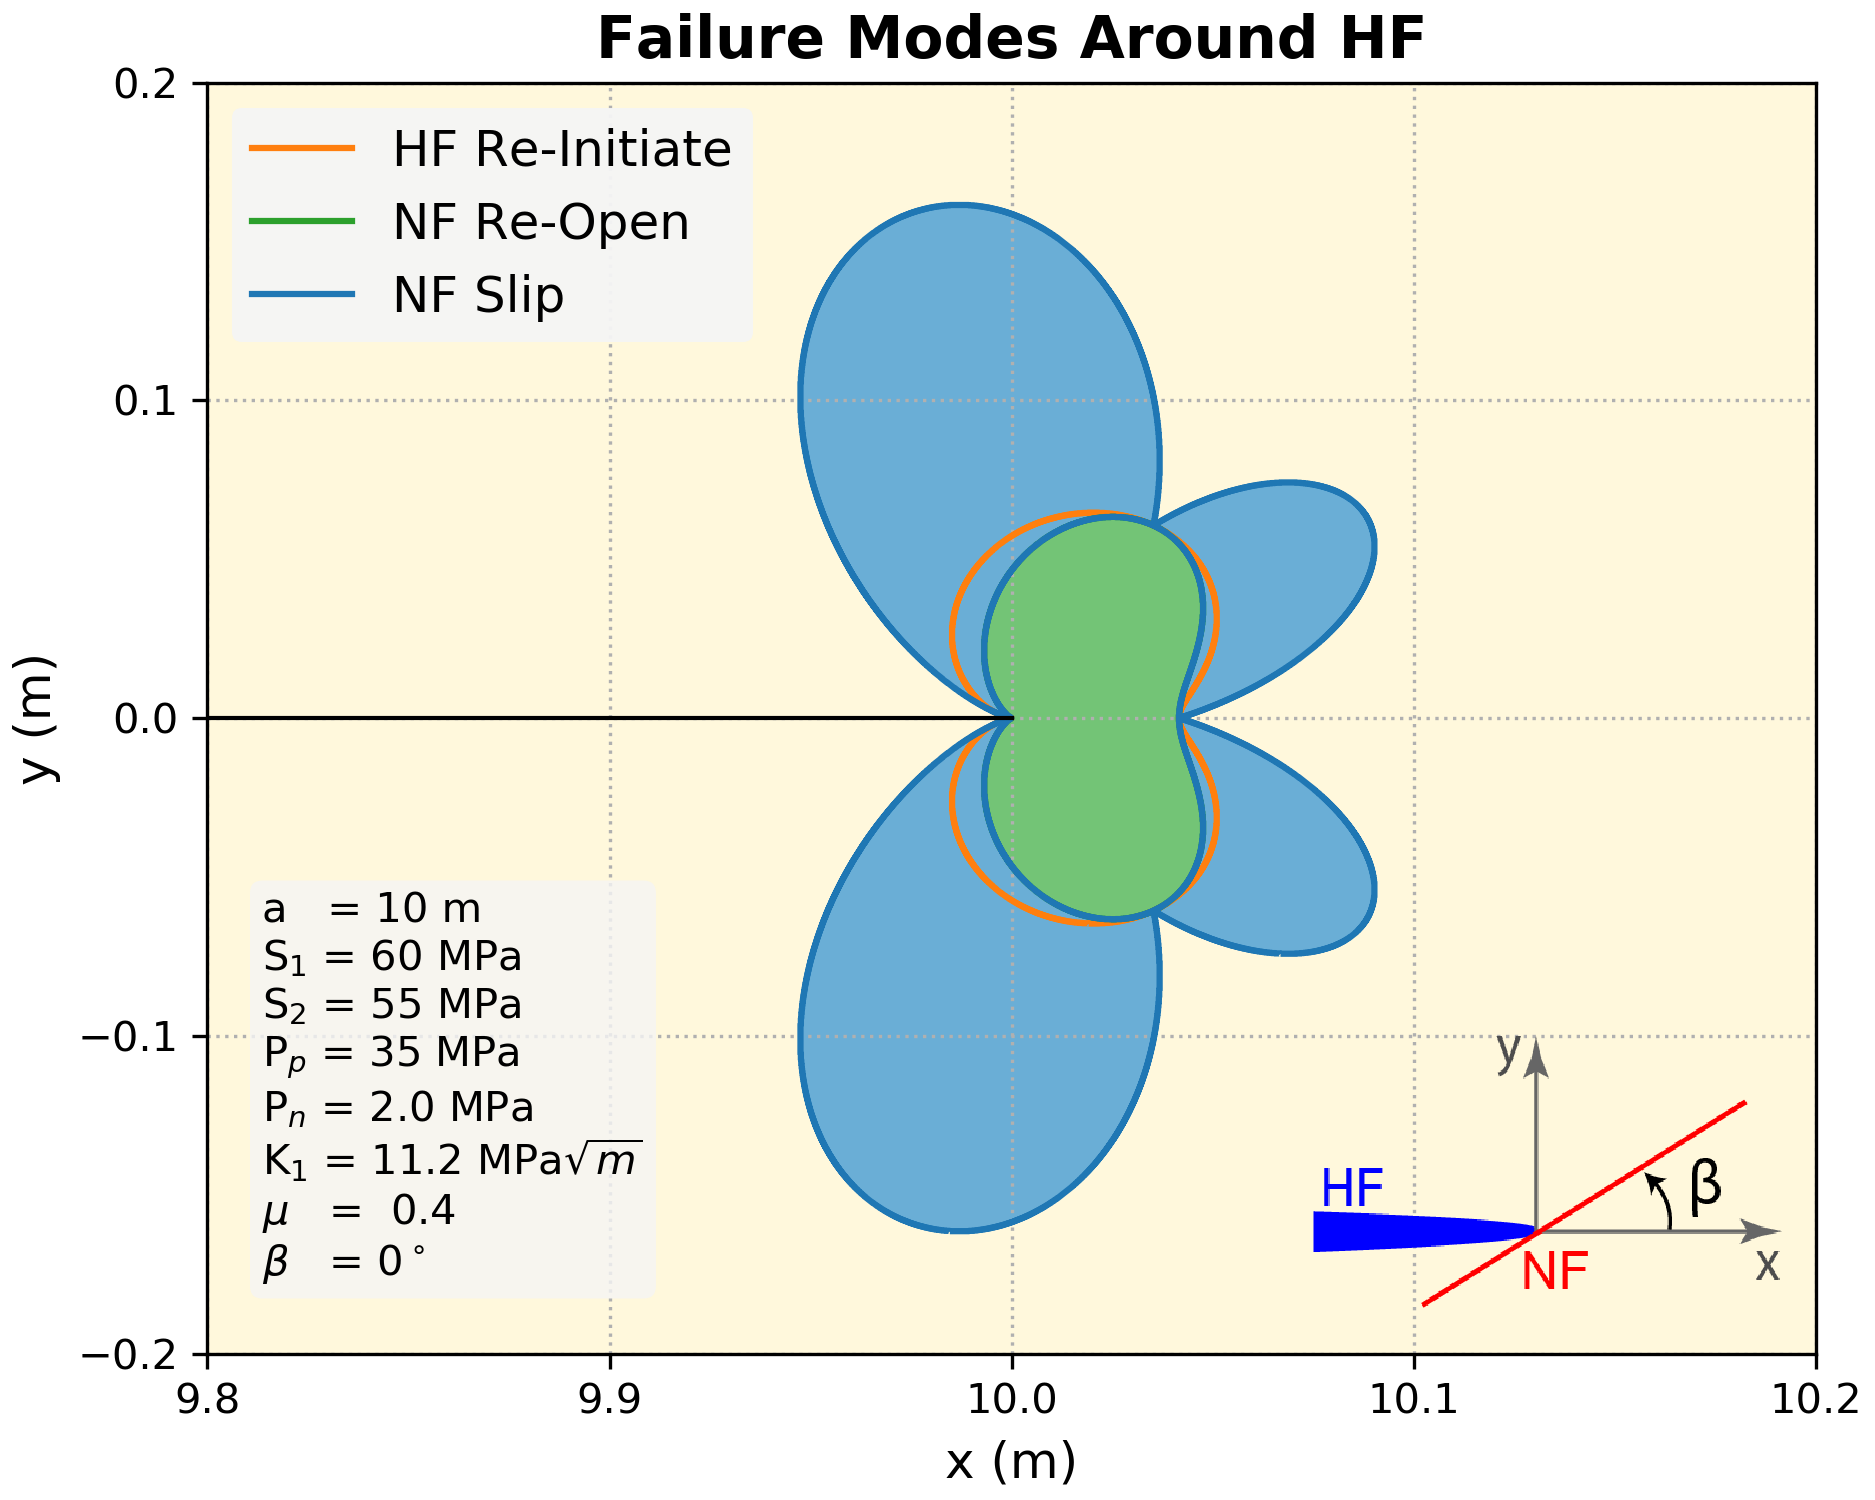 Failure Modes Around HF
0.2
0.1
0.0
−0.1
−0.2
y (m)
HF Re-Initiate
NF Re-Open
NF Slip
a = 10 m
S₁ = 60 MPa
S₂ = 55 MPa
Pₚ = 35 MPa
Pₙ = 2.0 MPa
K₁ = 11.2 MPa√m
μ = 0.4
β = 0°
y
HF
β
NF
x
9.8 9.9 10.0 10.1 10.2
x (m)